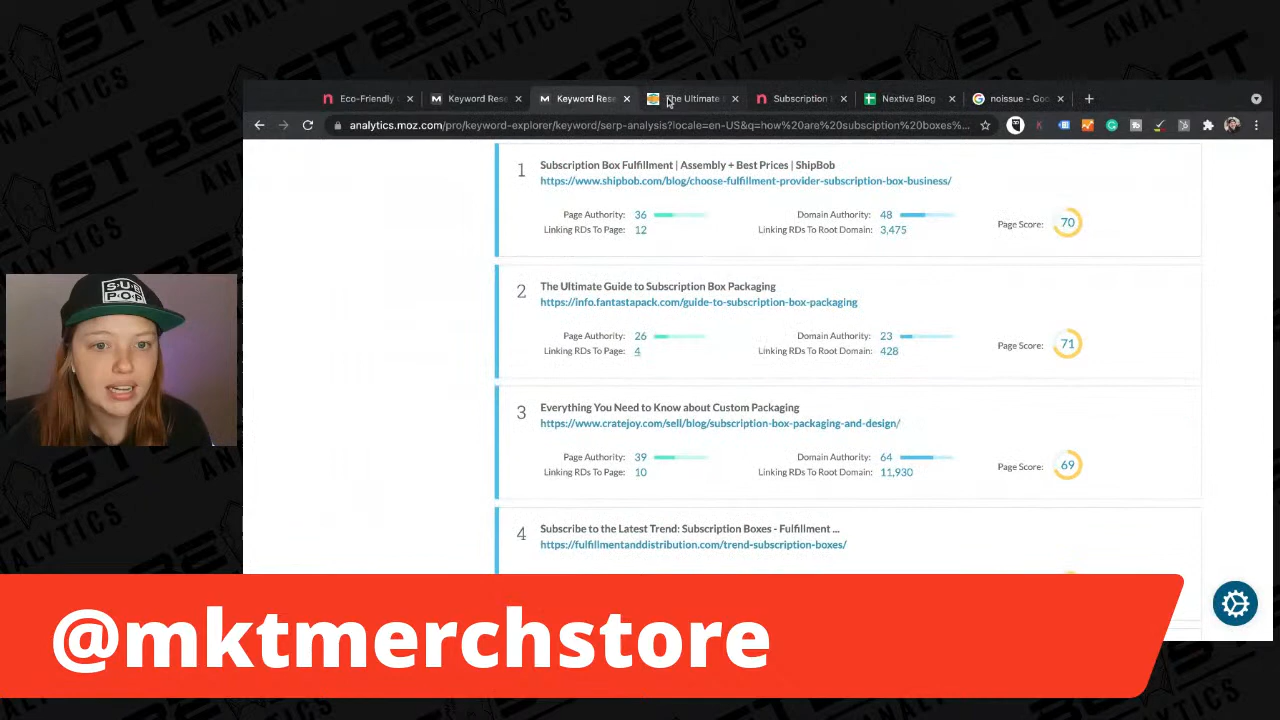 ST BE
ANALYTICS
Eco-Friendly
Keyword Rese
Keyword Rese
The Ultimate
Subscription
Nextiva Blog
noissue - Goo
analytics.moz.com/pro/keyword-explorer/keyword/serp-analysis?locale=en-US&q=how%20are%20subsciption%20boxes%...
1
Subscription Box Fulfillment | Assembly + Best Prices | ShipBob
https://www.shipbob.com/blog/choose-fulfillment-provider-subscription-box-business/
Page Authority: 36
Domain Authority: 48
Linking RDs To Page: 12
Linking RDs To Root Domain: 3,475
Page Score: 70
2
The Ultimate Guide to Subscription Box Packaging
https://info.fantastapack.com/guide-to-subscription-box-packaging
Page Authority: 26
Domain Authority: 23
Linking RDs To Page: 4
Linking RDs To Root Domain: 428
Page Score: 71
3
Everything You Need to Know about Custom Packaging
https://www.cratejoy.com/sell/blog/subscription-box-packaging-and-design/
Page Authority: 39
Domain Authority: 64
Linking RDs To Page: 10
Linking RDs To Root Domain: 11,930
Page Score: 69
4
Subscribe to the Latest Trend: Subscription Boxes - Fulfillment ...
https://fulfillmentanddistribution.com/trend-subscription-boxes/
SUB
POP
@mktmerchstore